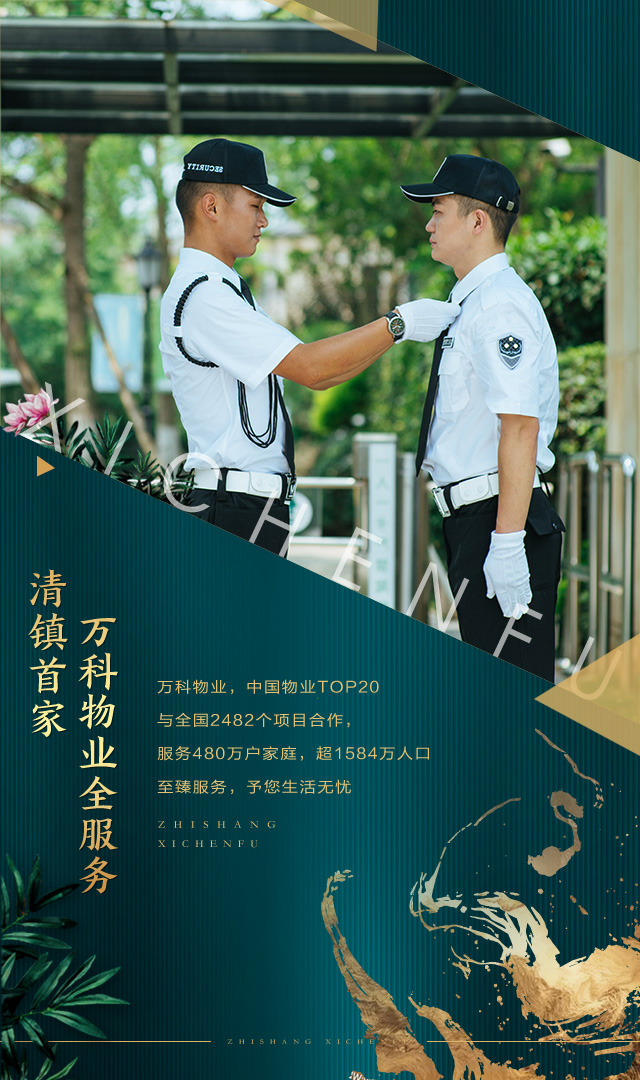 SECURITY
XICHENFU
清镇首家
万科物业全服务
万科物业，中国物业TOP20
与全国2482个项目合作，
服务480万户家庭，超1584万人口
至臻服务，予您生活无忧
ZHISHANG
XICHENFU